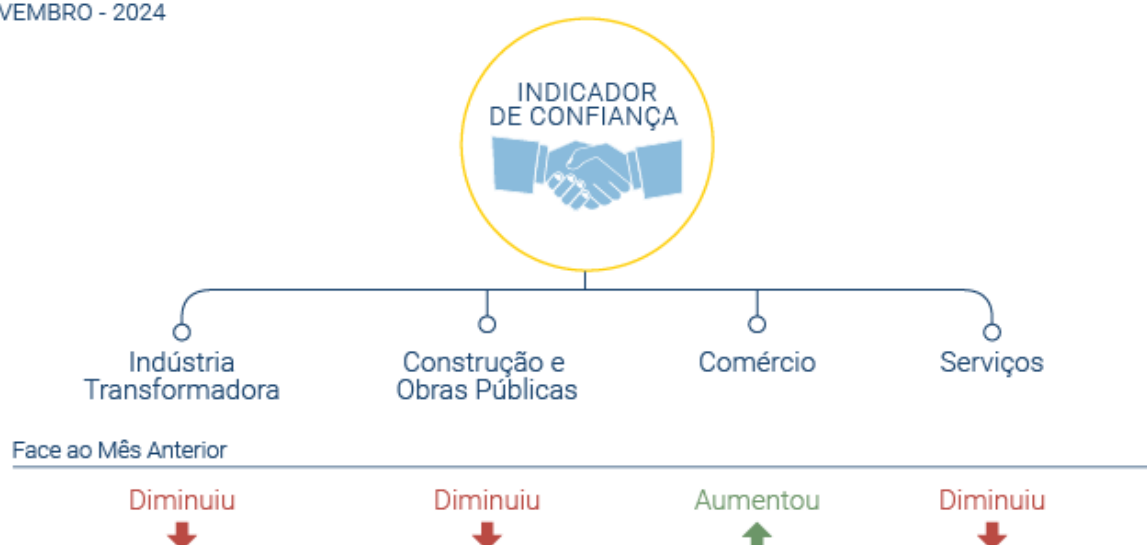 VEMBRO - 2024
INDICADOR
DE CONFIANÇA
Indústria
Transformadora
Construção e
Obras Públicas
Comércio
Serviços
Face ao Mês Anterior
Diminuiu
Diminuiu
Aumentou
Diminuiu